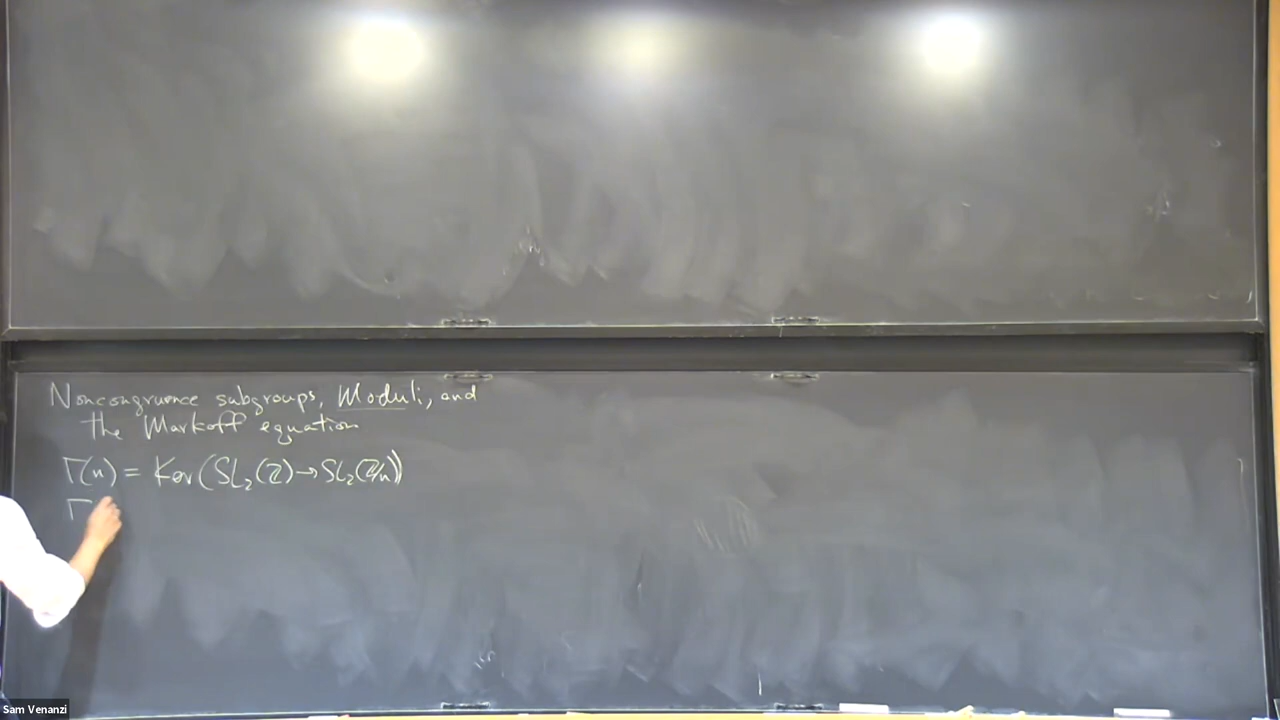 Noncongruence subgroups, Moduli, and
the Markoff equation
Γ(n) = Ker(SL₂(ℤ)→SL₂(ℤ/n))
Γ
Sam Venanzi